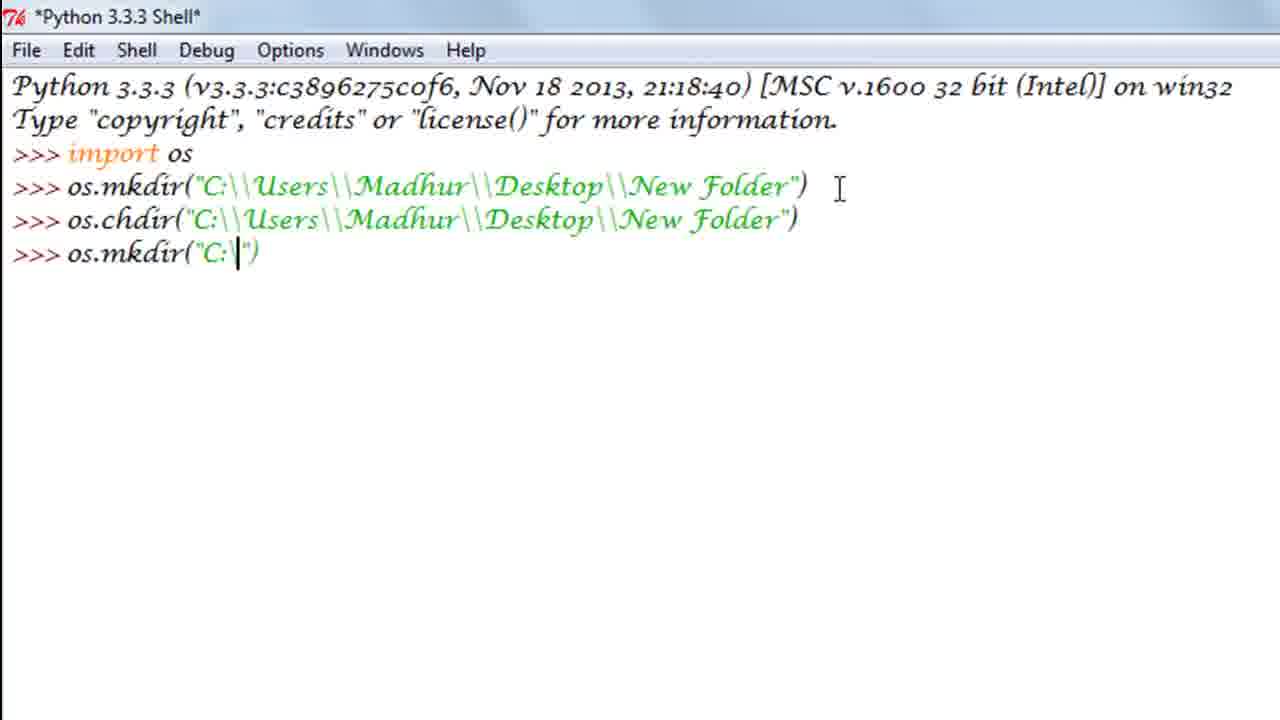 *Python 3.3.3 Shell*
File Edit Shell Debug Options Windows Help
Python 3.3.3 (v3.3.3:c3896275c0f6, Nov 18 2013, 21:18:40) [MSC v.1600 32 bit (Intel)] on win32
Type "copyright", "credits" or "license()" for more information.
>>> import os
>>> os.mkdir("C:\\Users\\Madhur\\Desktop\\New Folder")
>>> os.chdir("C:\\Users\\Madhur\\Desktop\\New Folder")
>>> os.mkdir("C:\")